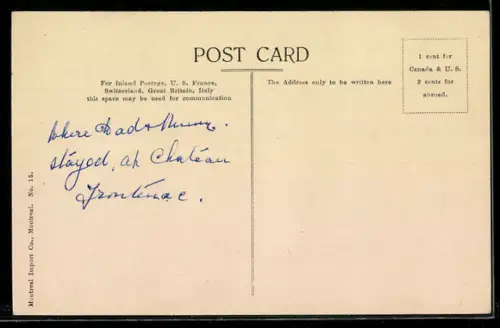 POST CARD
For Inland Postage, U. S. France,
Switzerland, Great Britain, Italy
this space may be used for communication
The Address only to be written here
1 cent for
Canada & U. S.
2 cents for
abroad.
Where Dad & Mum
stayed, at Chateau
Frontenac.
Montreal Import Co., Montreal. No. 15.